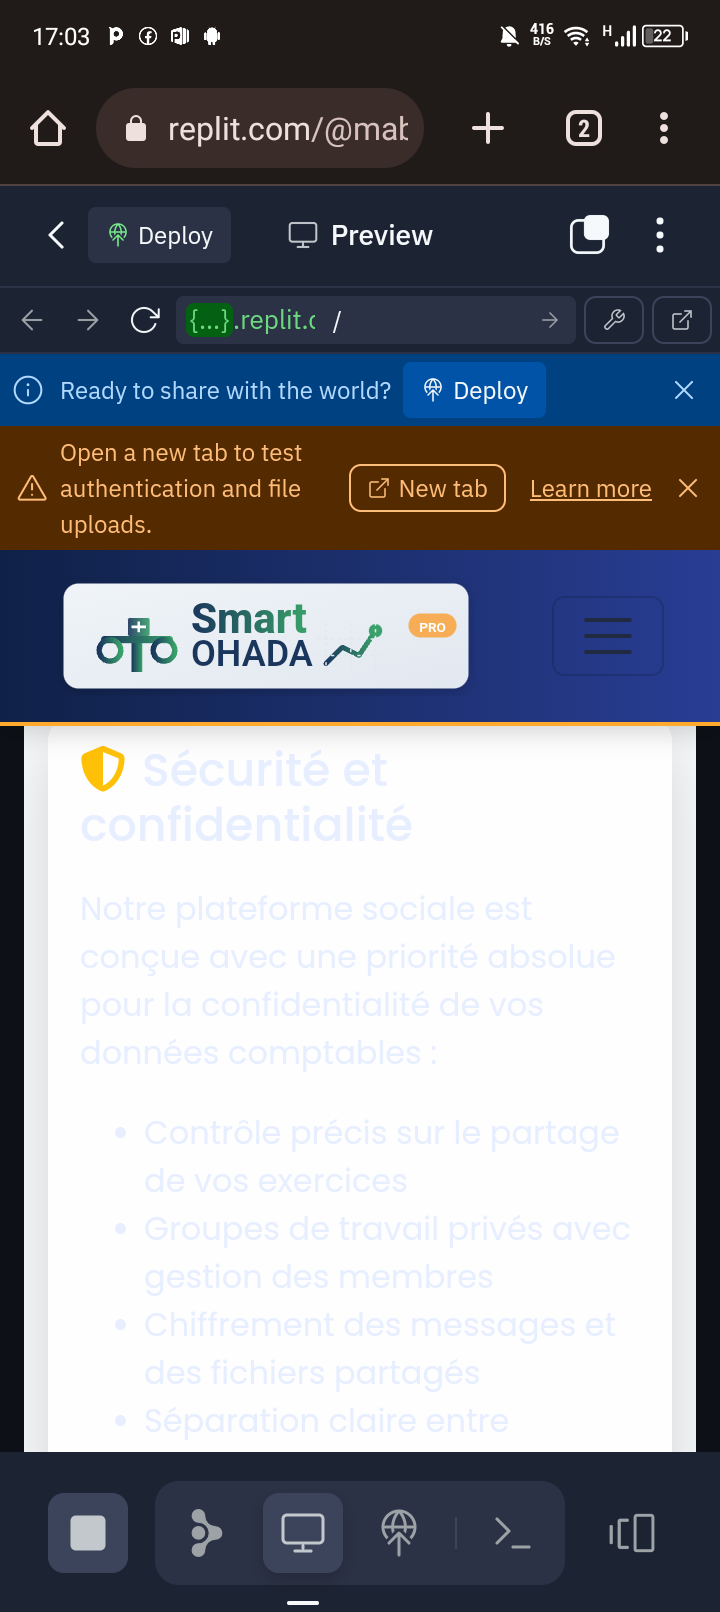 17:03
416
B/S
H
22
replit.com/@mab
2
Deploy
Preview
{...}.replit.c /
Ready to share with the world?
Deploy
Open a new tab to test
authentication and file
uploads.
New tab
Learn more
Smart
OHADA
PRO
Sécurité et
confidentialité
Notre plateforme sociale est
conçue avec une priorité absolue
pour la confidentialité de vos
données comptables :
• Contrôle précis sur le partage
de vos exercices
• Groupes de travail privés avec
gestion des membres
• Chiffrement des messages et
des fichiers partagés
• Séparation claire entre